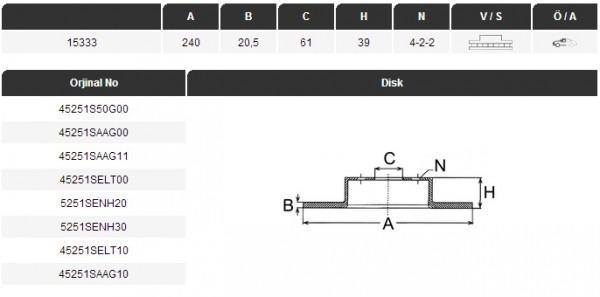 A B C H N V / S Ö / A
15333 240 20,5 61 39 4-2-2
Orjinal No Disk
45251S50G00
45251SAAG00
45251SAAG11
45251SELT00
5251SENH20
5251SENH30
45251SELT10
45251SAAG10
C
N
H
B
A